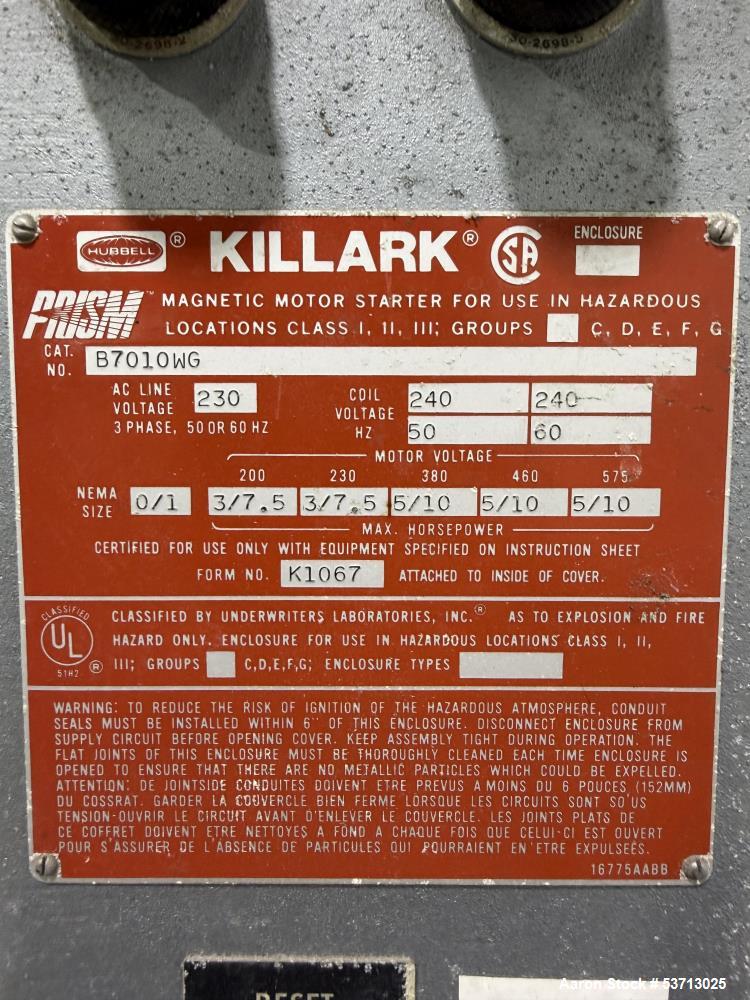 30-2698-2
HUBBELL ® KILLARK ® SA ENCLOSURE
PRISM ™ MAGNETIC MOTOR STARTER FOR USE IN HAZARDOUS
LOCATIONS CLASS I, II, III; GROUPS C, D, E, F, G
CAT. NO. B7010WG
AC LINE VOLTAGE 230 COIL VOLTAGE 240 240
3 PHASE, 50 OR 60 HZ HZ 50 60
MOTOR VOLTAGE
200 230 380 460 575
NEMA SIZE 0/1 3/7.5 3/7.5 5/10 5/10 5/10
MAX. HORSEPOWER
CERTIFIED FOR USE ONLY WITH EQUIPMENT SPECIFIED ON INSTRUCTION SHEET
FORM NO. K1067 ATTACHED TO INSIDE OF COVER.
CLASSIFIED UL ® 51H2
CLASSIFIED BY UNDERWRITERS LABORATORIES, INC.® AS TO EXPLOSION AND FIRE
HAZARD ONLY. ENCLOSURE FOR USE IN HAZARDOUS LOCATIONS CLASS I, II,
III; GROUPS C,D,E,F,G; ENCLOSURE TYPES
WARNING: TO REDUCE THE RISK OF IGNITION OF THE HAZARDOUS ATMOSPHERE, CONDUIT
SEALS MUST BE INSTALLED WITHIN 6" OF THIS ENCLOSURE. DISCONNECT ENCLOSURE FROM
SUPPLY CIRCUIT BEFORE OPENING COVER. KEEP ASSEMBLY TIGHT DURING OPERATION. THE
FLAT JOINTS OF THIS ENCLOSURE MUST BE THOROUGHLY CLEANED EACH TIME ENCLOSURE IS
OPENED TO ENSURE THAT THERE ARE NO METALLIC PARTICLES WHICH COULD BE EXPELLED.
ATTENTION: DE JOINTSIDE CONDUITES DOIVENT ETRE PREVUS A MOINS DU 6 POUCES (152MM)
DU COSSRAT. GARDER LA COUVERCLE BIEN FERME LORSQUE LES CIRCUITS SONT SO'US
TENSION-OUVRIR LE CIRCUIT AVANT D'ENLEVER LE COUVERCLE. LES JOINTS PLATS DE
CE COFFRET DOIVENT ETRE NETTOYES A FOND A CHAQUE FOIS QUE CELUI-CI EST OUVERT
POUR S'ASSURER DE L'ABSENCE DE PARTICULES QUI POURRAIENT EN'ETRE EXPULSEES.
16775AABB
RESET
Aaron Stock # 53713025